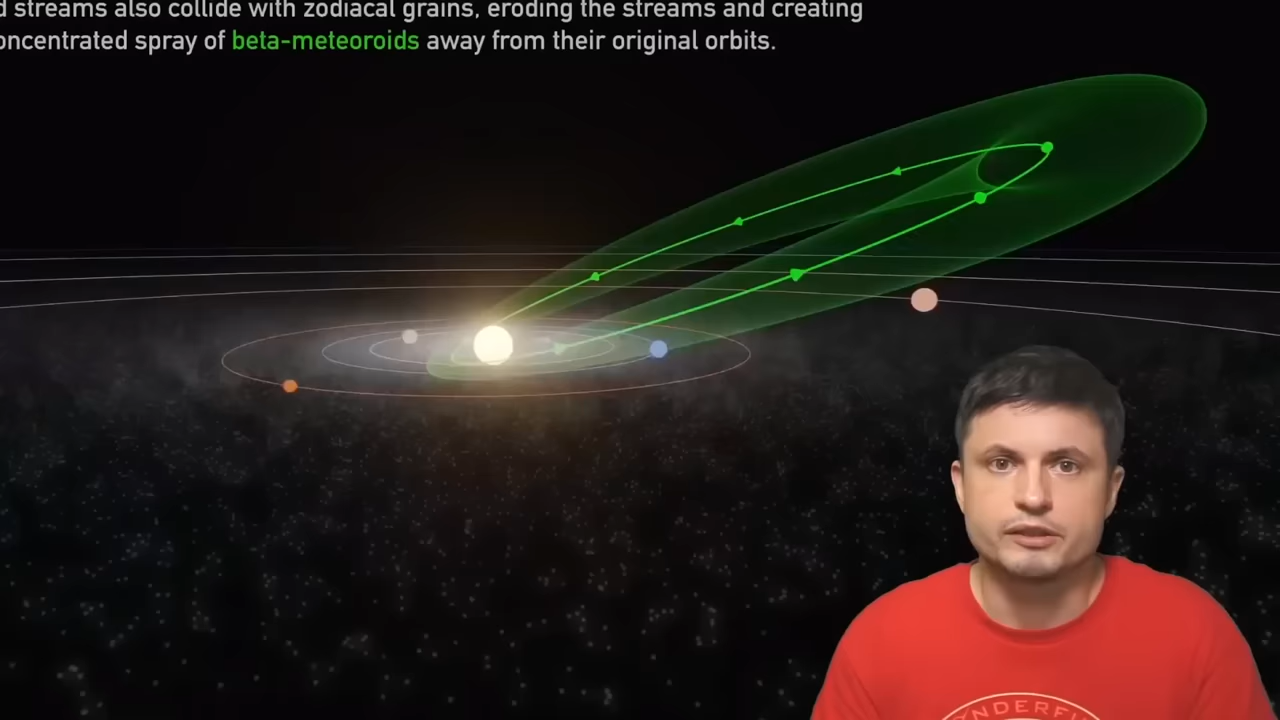 d streams also collide with zodiacal grains, eroding the streams and creating
oncentrated spray of beta-meteoroids away from their original orbits.
NDERFU